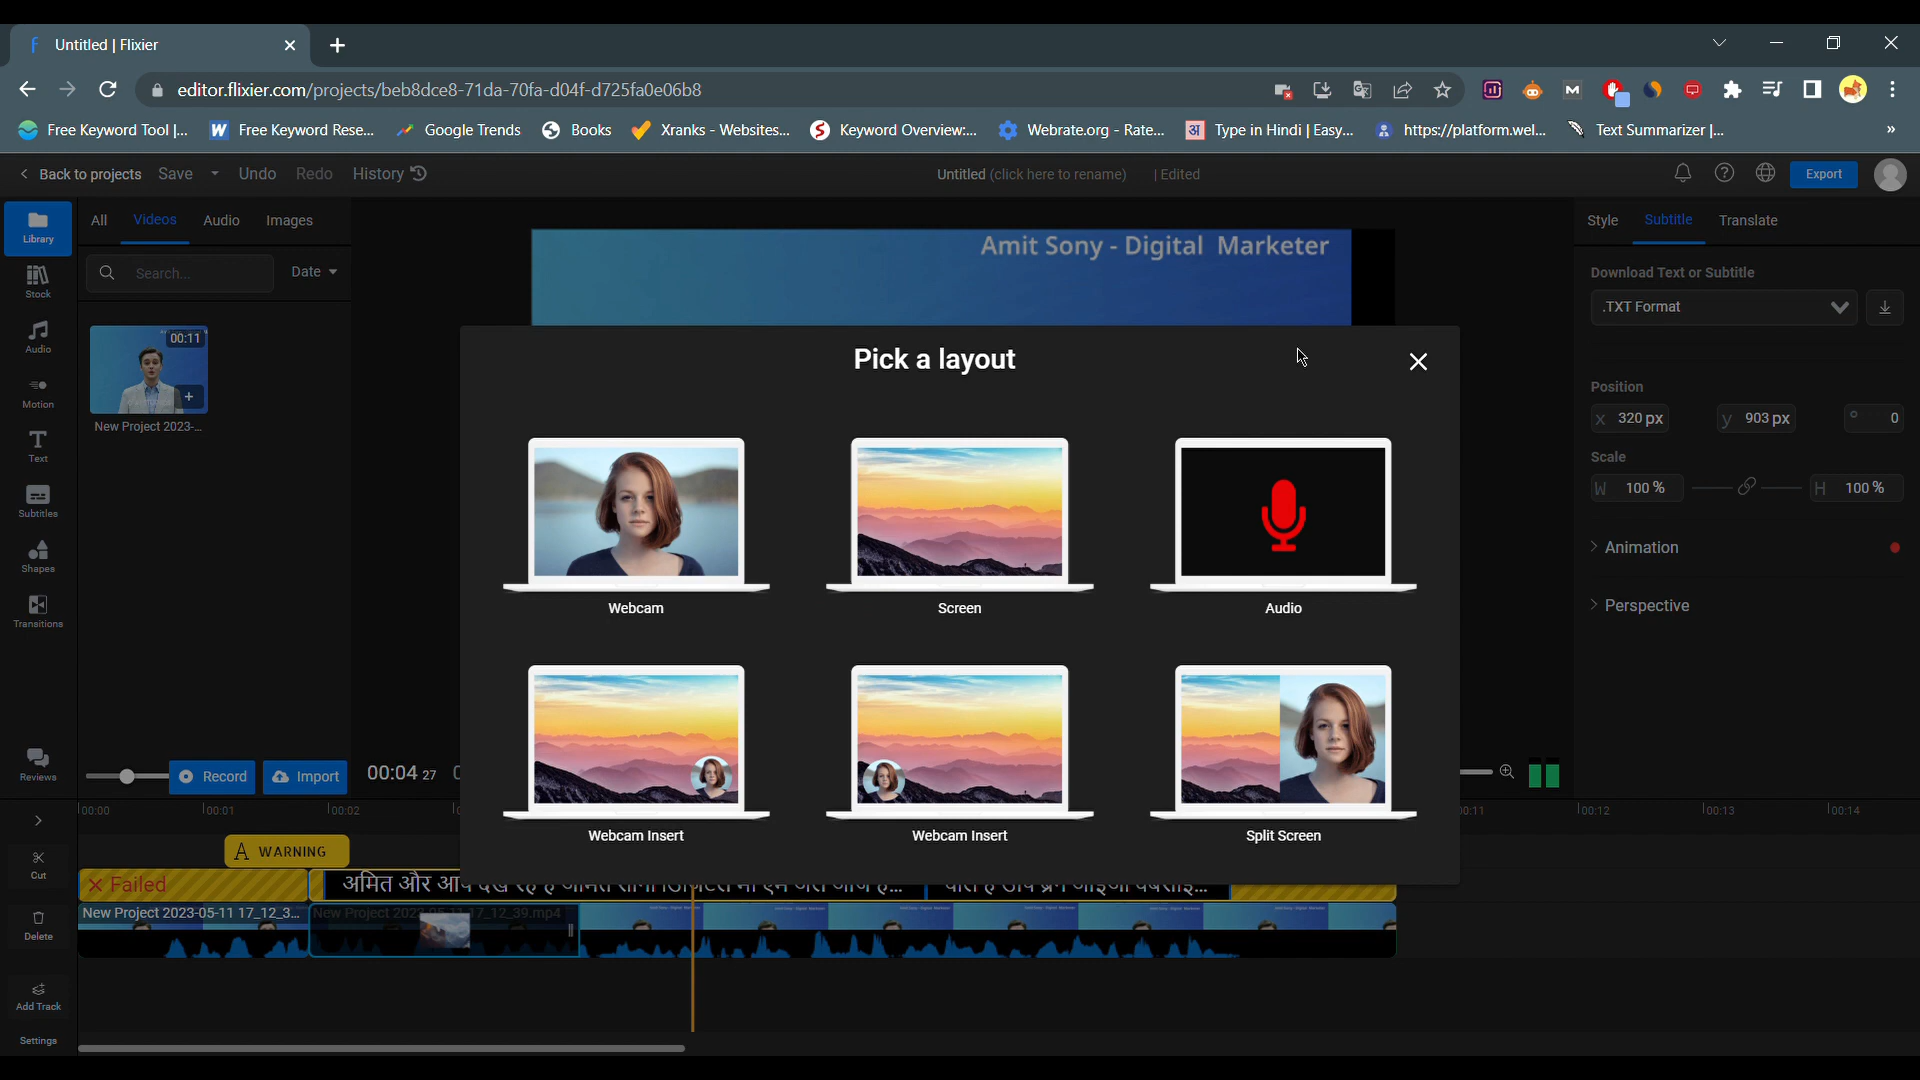 Untitled | Flixier
editor.flixier.com/projects/beb8dce8-71da-70fa-d04f-d725fa0e06b8
Free Keyword Tool |... Free Keyword Rese... Google Trends Books Xranks - Websites... Keyword Overview:... Webrate.org - Rate... Type in Hindi | Easy... https://platform.wel... Text Summarizer |...
Back to projects Save Undo Redo History Untitled (click here to rename) | Edited Export
Library
Stock
Audio
Motion
Text
Subtitles
Shapes
Transitions
Reviews
All Videos Audio Images
Search... Date
00:11
New Project 2023-...
Record Import
Amit Sony - Digital Marketer
Pick a layout
Webcam Screen Audio
Webcam Insert Webcam Insert Split Screen
00:04 27
Style Subtitle Translate
Download Text or Subtitle
.TXT Format
Position
x 320 px y 903 px 0
Scale
W 100 % H 100 %
Animation
Perspective
00:00 00:01 00:02 00:11 00:12 00:13 00:14
A WARNING
Failed
New Project 2023-05-11 17_12_3...
Cut
Delete
Add Track
Settings